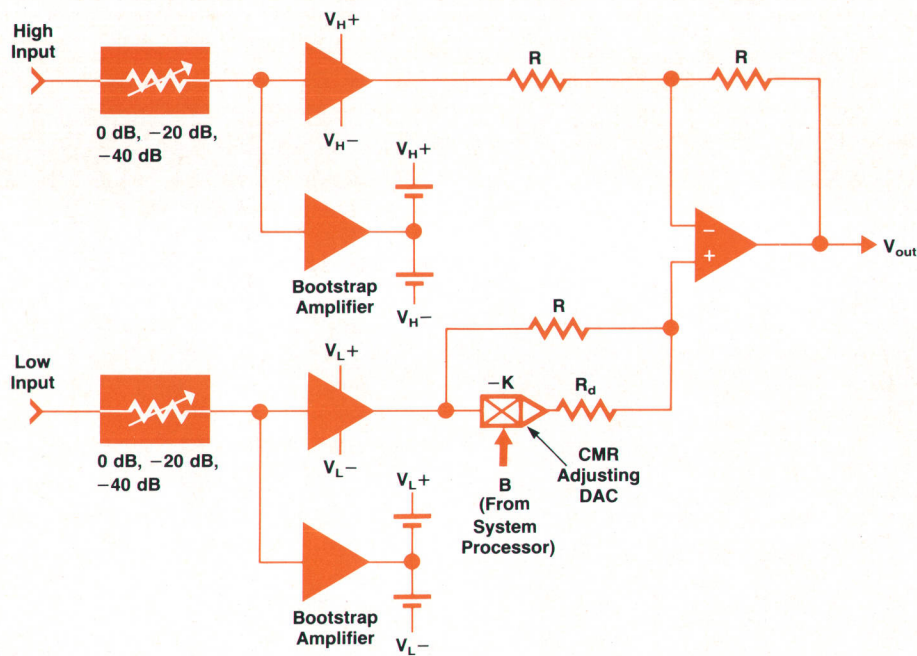 High
Input
0 dB, −20 dB,
−40 dB
V_H+
V_H−
V_H+
Bootstrap
Amplifier
V_H−
R
R
−
+
V_out
Low
Input
0 dB, −20 dB,
−40 dB
V_L+
V_L−
R
−K
R_d
CMR
Adjusting
DAC
B
(From
System
Processor)
V_L+
Bootstrap
Amplifier
V_L−